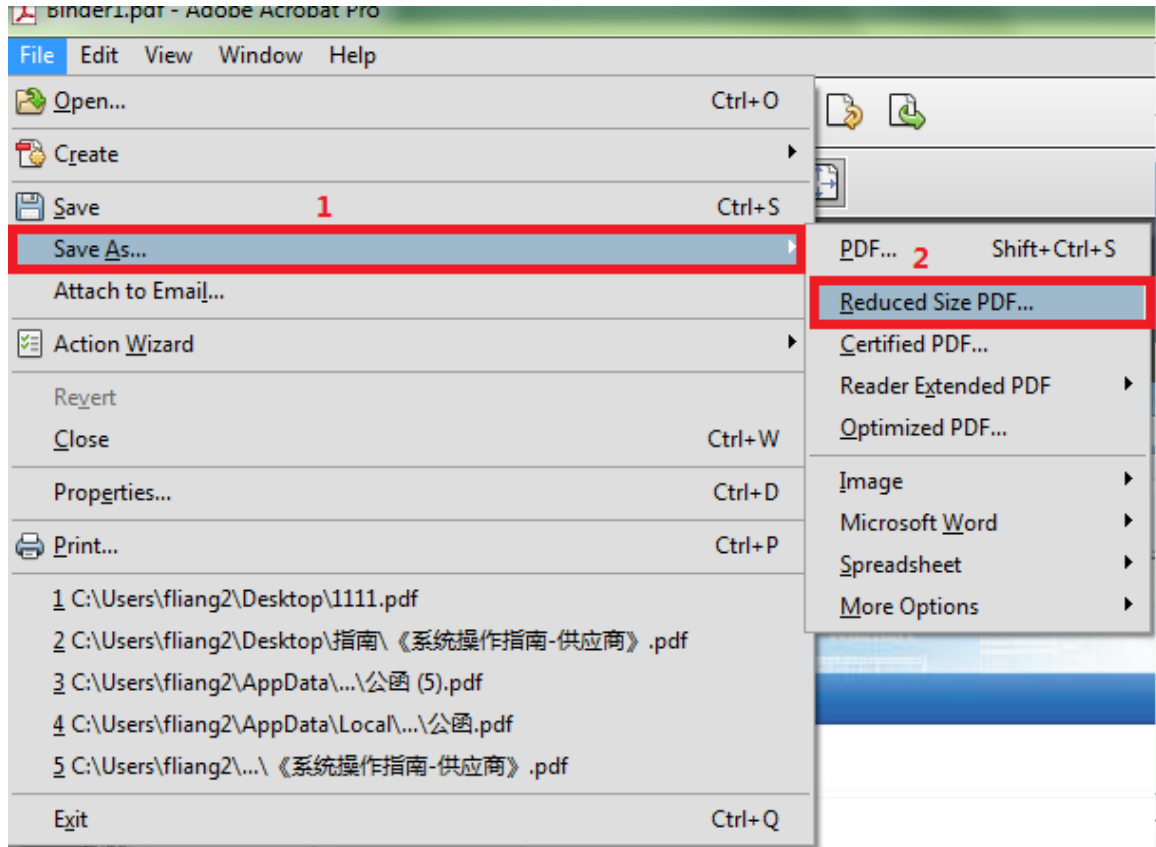 Binder1.pdf - Adobe Acrobat Pro
File Edit View Window Help
Open... Ctrl+O
Create
Save 1 Ctrl+S
Save As...
Attach to Email...
Action Wizard
Revert
Close Ctrl+W
Properties... Ctrl+D
Print... Ctrl+P
1 C:\Users\fliang2\Desktop\1111.pdf
2 C:\Users\fliang2\Desktop\指南\《系统操作指南-供应商》.pdf
3 C:\Users\fliang2\AppData\...\公函 (5).pdf
4 C:\Users\fliang2\AppData\Local\...\公函.pdf
5 C:\Users\fliang2\...\《系统操作指南-供应商》.pdf
Exit Ctrl+Q
PDF... 2 Shift+Ctrl+S
Reduced Size PDF...
Certified PDF...
Reader Extended PDF
Optimized PDF...
Image
Microsoft Word
Spreadsheet
More Options